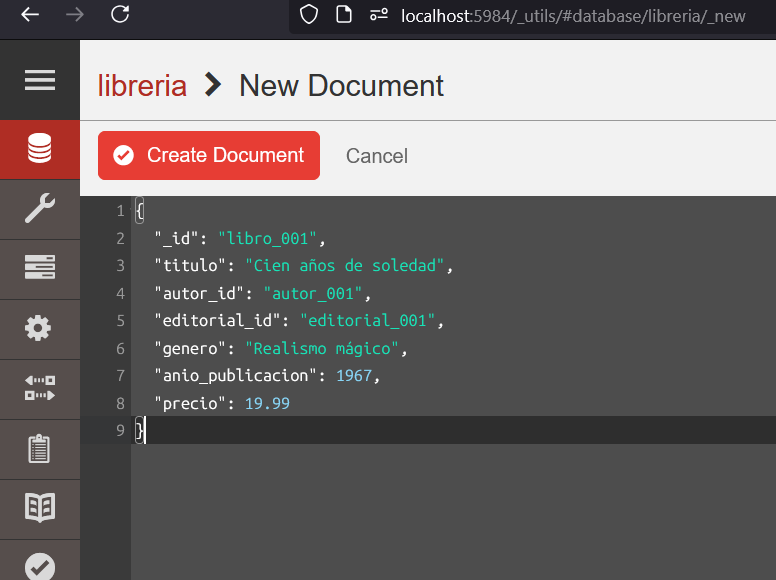 localhost:5984/_utils/#database/libreria/_new
libreria > New Document
Create Document Cancel
1 {
2 "_id": "libro_001",
3 "titulo": "Cien años de soledad",
4 "autor_id": "autor_001",
5 "editorial_id": "editorial_001",
6 "genero": "Realismo mágico",
7 "anio_publicacion": 1967,
8 "precio": 19.99
9 }